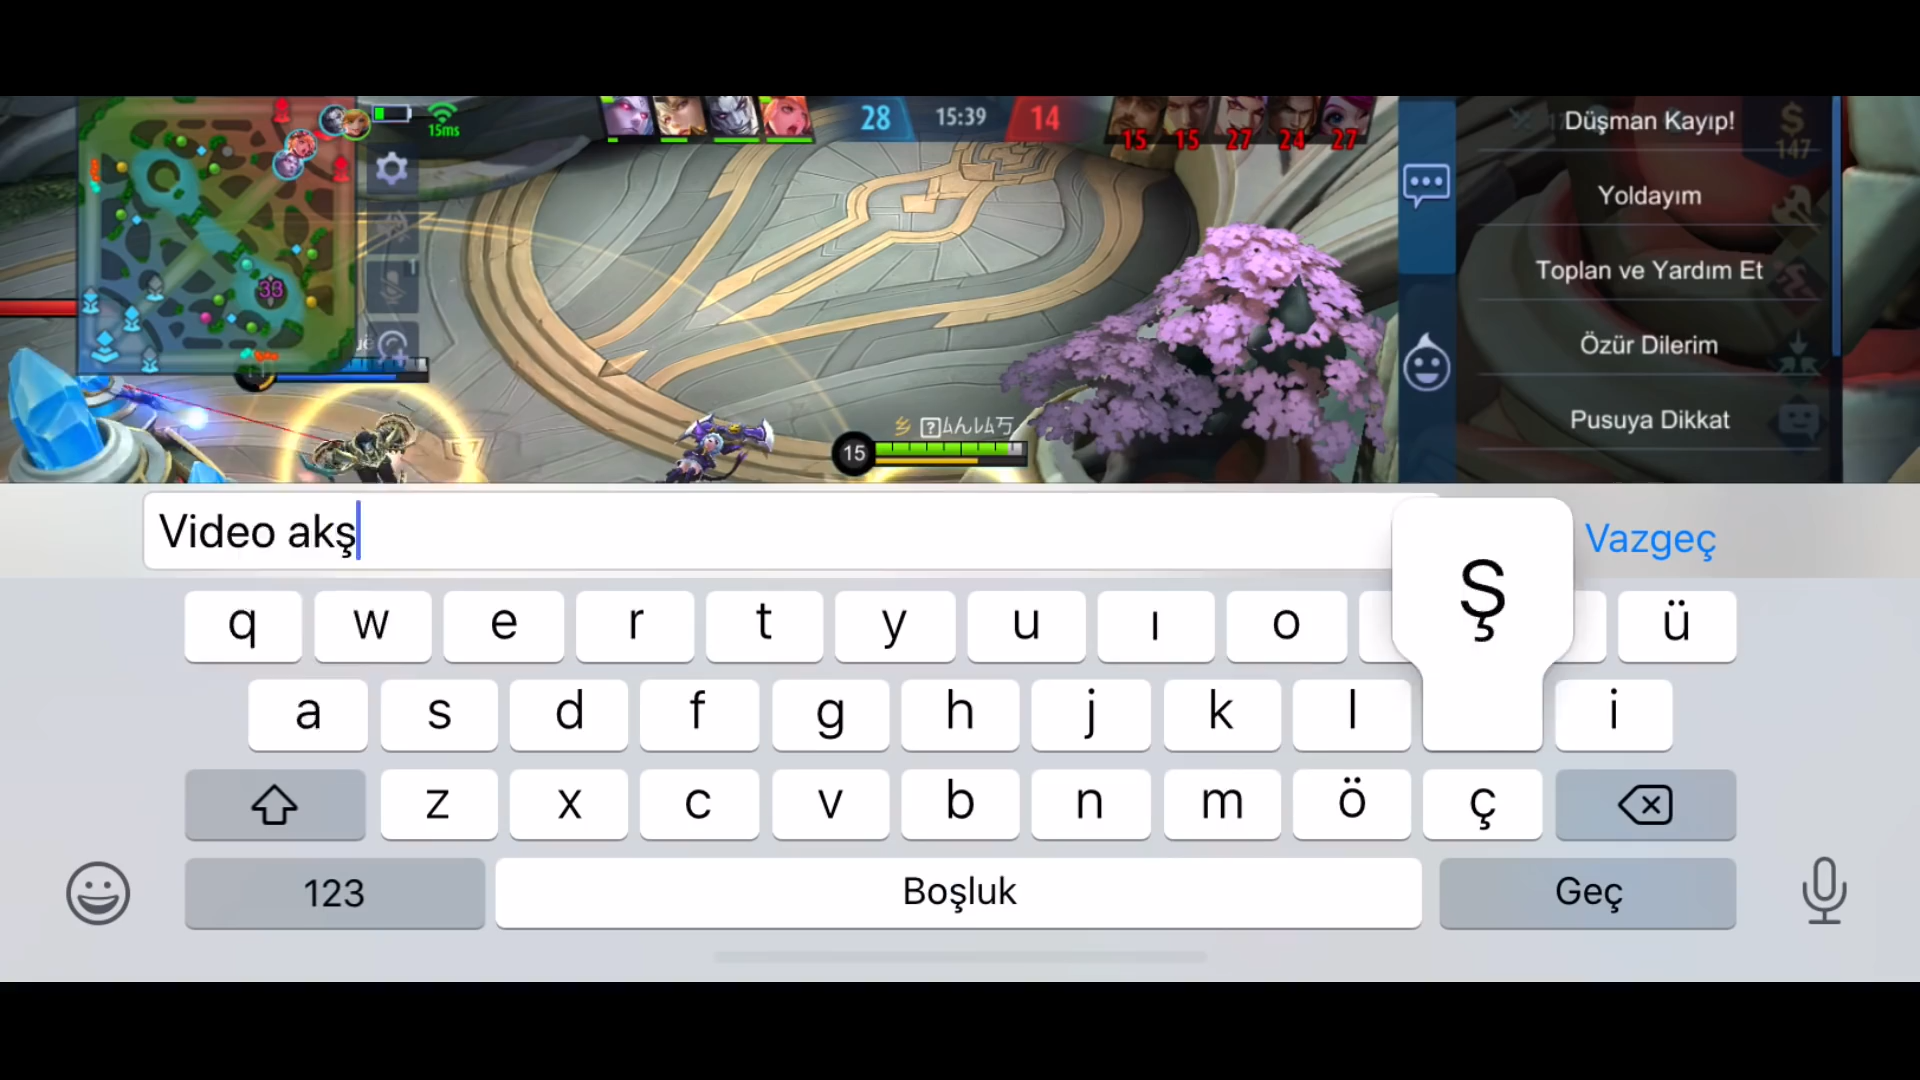 15ms
28 15:39 14
15 15 27 24 27
Düşman Kayıp!
147
Yoldayım
Toplan ve Yardım Et
33
Özür Dilerim
Pusuya Dikkat
15
Video akş
Vazgeç
Ş
q w e r t y u ı o ü
a s d f g h j k l i
z x c v b n m ö ç
123 Boşluk Geç